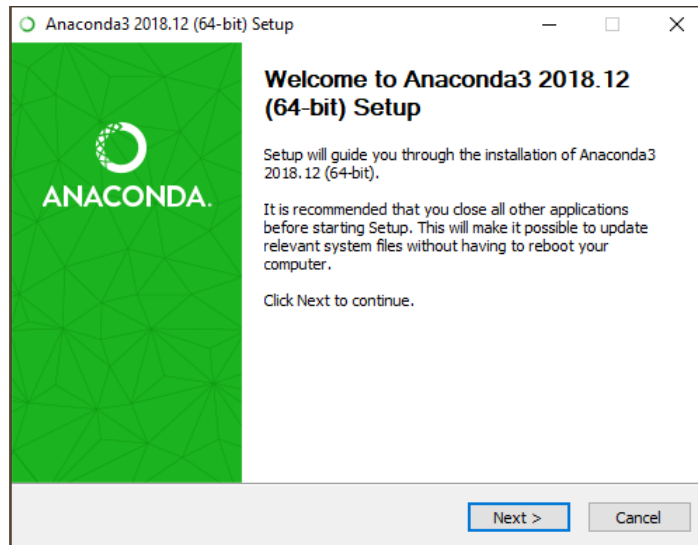 Anaconda3 2018.12 (64-bit) Setup
Welcome to Anaconda3 2018.12
(64-bit) Setup
ANACONDA.
Setup will guide you through the installation of Anaconda3
2018.12 (64-bit).
It is recommended that you close all other applications
before starting Setup. This will make it possible to update
relevant system files without having to reboot your
computer.
Click Next to continue.
Next >
Cancel